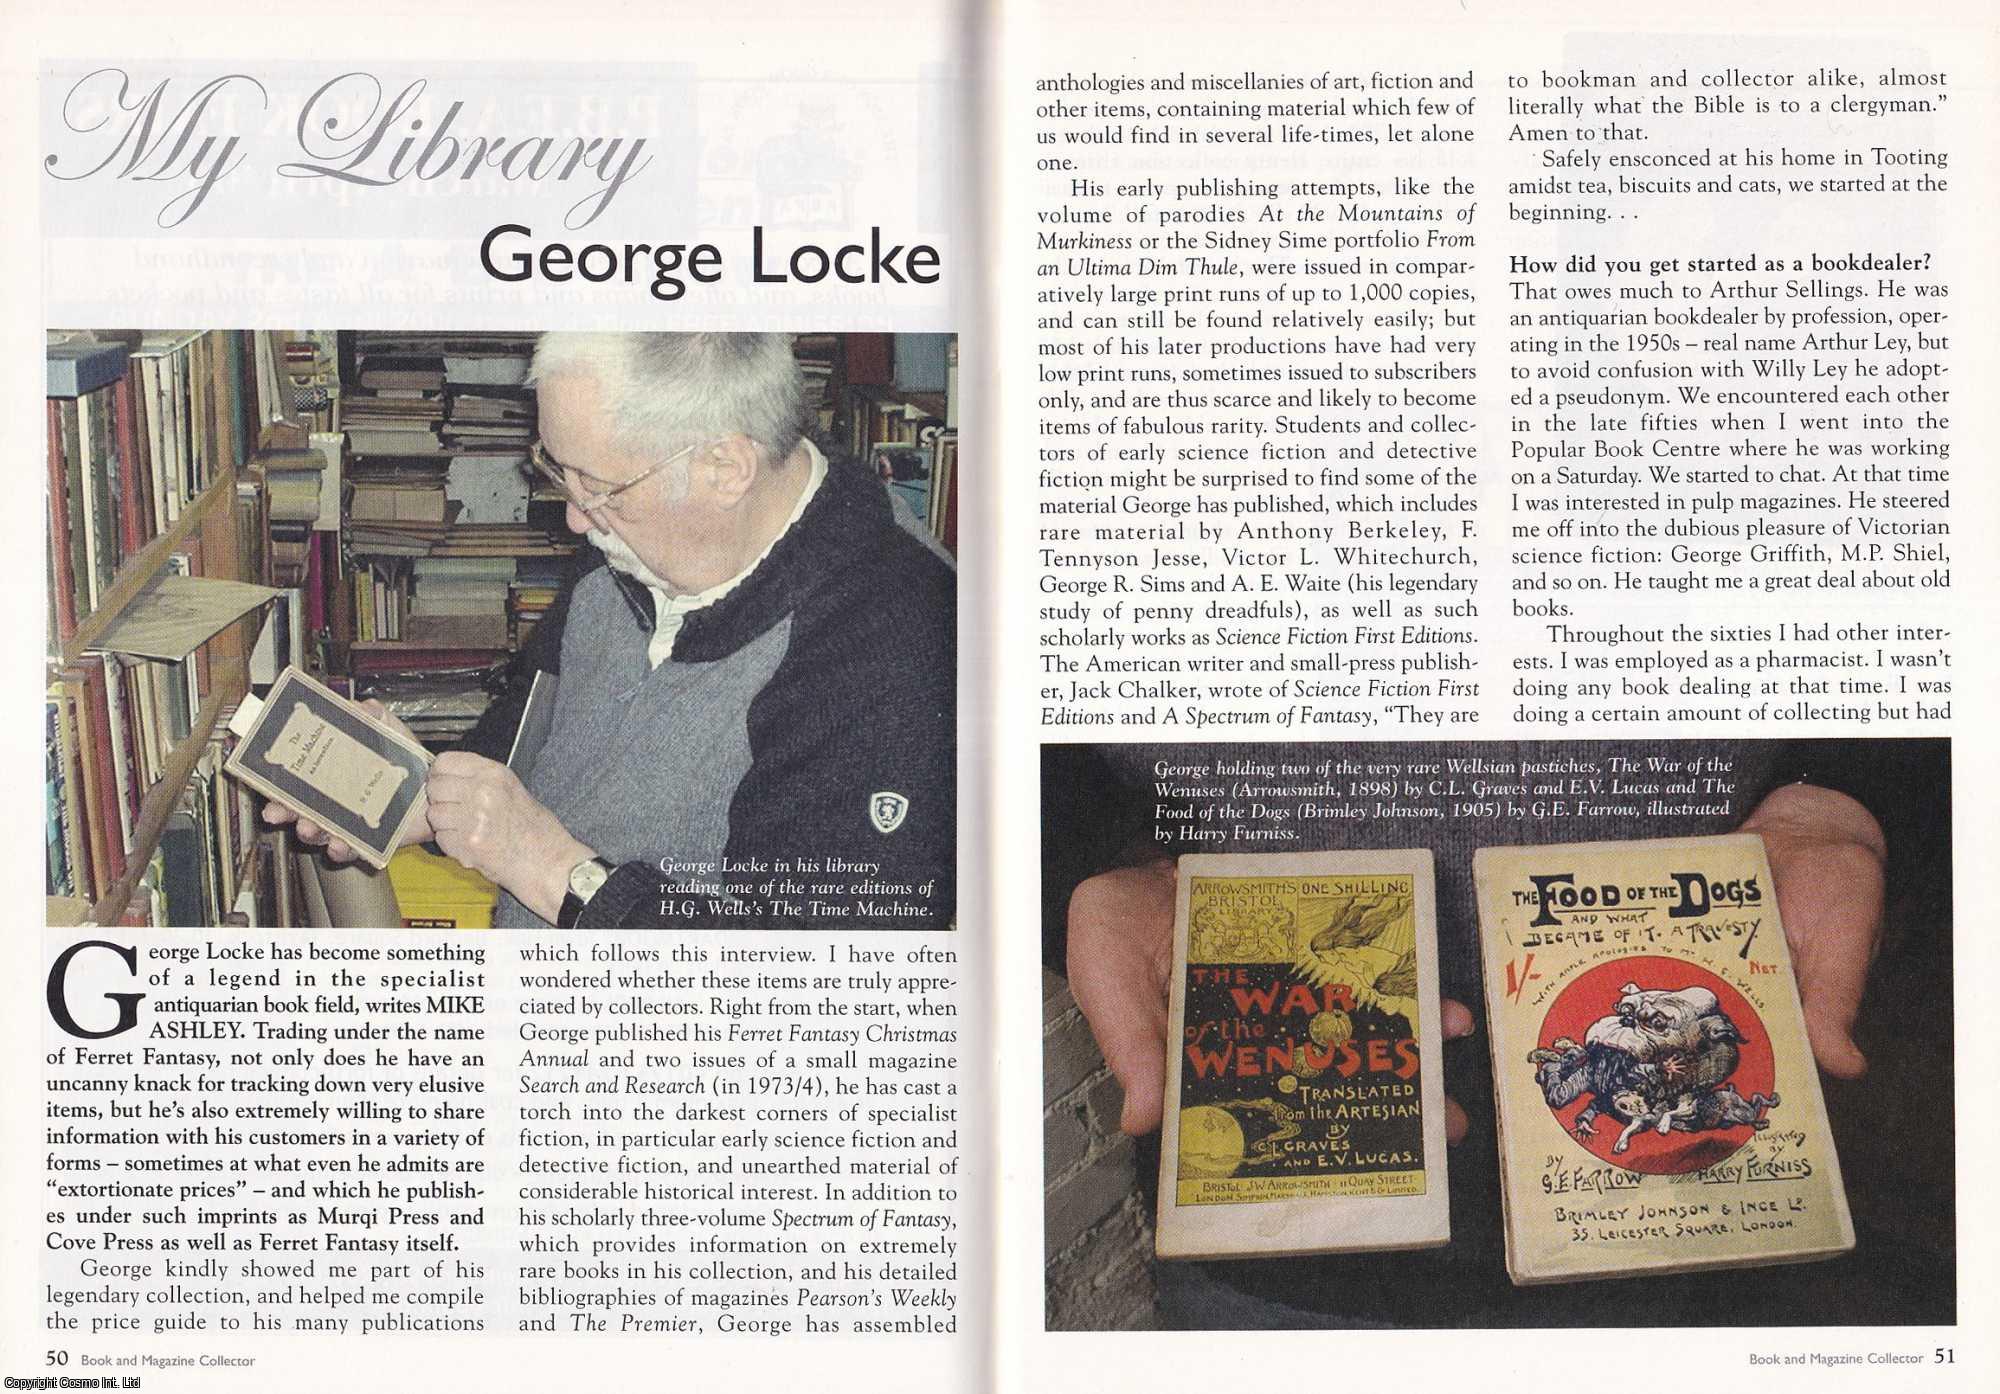 My Library
George Locke
The
Time Machine
An Invention
H. G. Wells
George Locke in his library
reading one of the rare editions of
H.G. Wells's The Time Machine.
George Locke has become something
of a legend in the specialist
antiquarian book field, writes MIKE
ASHLEY. Trading under the name
of Ferret Fantasy, not only does he have an
uncanny knack for tracking down very elusive
items, but he's also extremely willing to share
information with his customers in a variety of
forms – sometimes at what even he admits are
“extortionate prices” – and which he publish-
es under such imprints as Murqi Press and
Cove Press as well as Ferret Fantasy itself.
George kindly showed me part of his
legendary collection, and helped me compile
the price guide to his many publications
which follows this interview. I have often
wondered whether these items are truly appre-
ciated by collectors. Right from the start, when
George published his Ferret Fantasy Christmas
Annual and two issues of a small magazine
Search and Research (in 1973/4), he has cast a
torch into the darkest corners of specialist
fiction, in particular early science fiction and
detective fiction, and unearthed material of
considerable historical interest. In addition to
his scholarly three-volume Spectrum of Fantasy,
which provides information on extremely
rare books in his collection, and his detailed
bibliographies of magazines Pearson's Weekly
and The Premier, George has assembled
50 Book and Magazine Collector
Copyright Cosmo Int. Ltd
anthologies and miscellanies of art, fiction and
other items, containing material which few of
us would find in several life-times, let alone
one.
His early publishing attempts, like the
volume of parodies At the Mountains of
Murkiness or the Sidney Sime portfolio From
an Ultima Dim Thule, were issued in compar-
atively large print runs of up to 1,000 copies,
and can still be found relatively easily; but
most of his later productions have had very
low print runs, sometimes issued to subscribers
only, and are thus scarce and likely to become
items of fabulous rarity. Students and collec-
tors of early science fiction and detective
fiction might be surprised to find some of the
material George has published, which includes
rare material by Anthony Berkeley, F.
Tennyson Jesse, Victor L. Whitechurch,
George R. Sims and A. E. Waite (his legendary
study of penny dreadfuls), as well as such
scholarly works as Science Fiction First Editions.
The American writer and small-press publish-
er, Jack Chalker, wrote of Science Fiction First
Editions and A Spectrum of Fantasy, “They are
to bookman and collector alike, almost
literally what the Bible is to a clergyman.”
Amen to that.
Safely ensconced at his home in Tooting
amidst tea, biscuits and cats, we started at the
beginning. . .
How did you get started as a bookdealer?
That owes much to Arthur Sellings. He was
an antiquarian bookdealer by profession, oper-
ating in the 1950s – real name Arthur Ley, but
to avoid confusion with Willy Ley he adopt-
ed a pseudonym. We encountered each other
in the late fifties when I went into the
Popular Book Centre where he was working
on a Saturday. We started to chat. At that time
I was interested in pulp magazines. He steered
me off into the dubious pleasure of Victorian
science fiction: George Griffith, M.P. Shiel,
and so on. He taught me a great deal about old
books.
Throughout the sixties I had other inter-
ests. I was employed as a pharmacist. I wasn't
doing any book dealing at that time. I was
doing a certain amount of collecting but had
George holding two of the very rare Wellsian pastiches, The War of the
Wenuses (Arrowsmith, 1898) by C.L. Graves and E.V. Lucas and The
Food of the Dogs (Brimley Johnson, 1905) by G.E. Farrow, illustrated
by Harry Furniss.
ARROWSMITH'S ONE SHILLING
BRISTOL
LIBRARY
THE
WAR
of the
WENUSES
TRANSLATED
from the ARTESIAN
BY
C.L. GRAVES
AND E.V. LUCAS.
BRISTOL J.W ARROWSMITH 11 QUAY STREET
THE FOOD OF THE DOGS
AND WHAT
BECAME OF IT. A TRAVESTY.
WITH AMPLE APOLOGIES TO Mr H. G. WELLS
1/- NET.
ILLUSTRATED
BY
HARRY FURNISS
BY
G.E. FARROW
BRIMLEY JOHNSON & INCE Ld.
35. LEICESTER SQUARE, LONDON.
Book and Magazine Collector 51